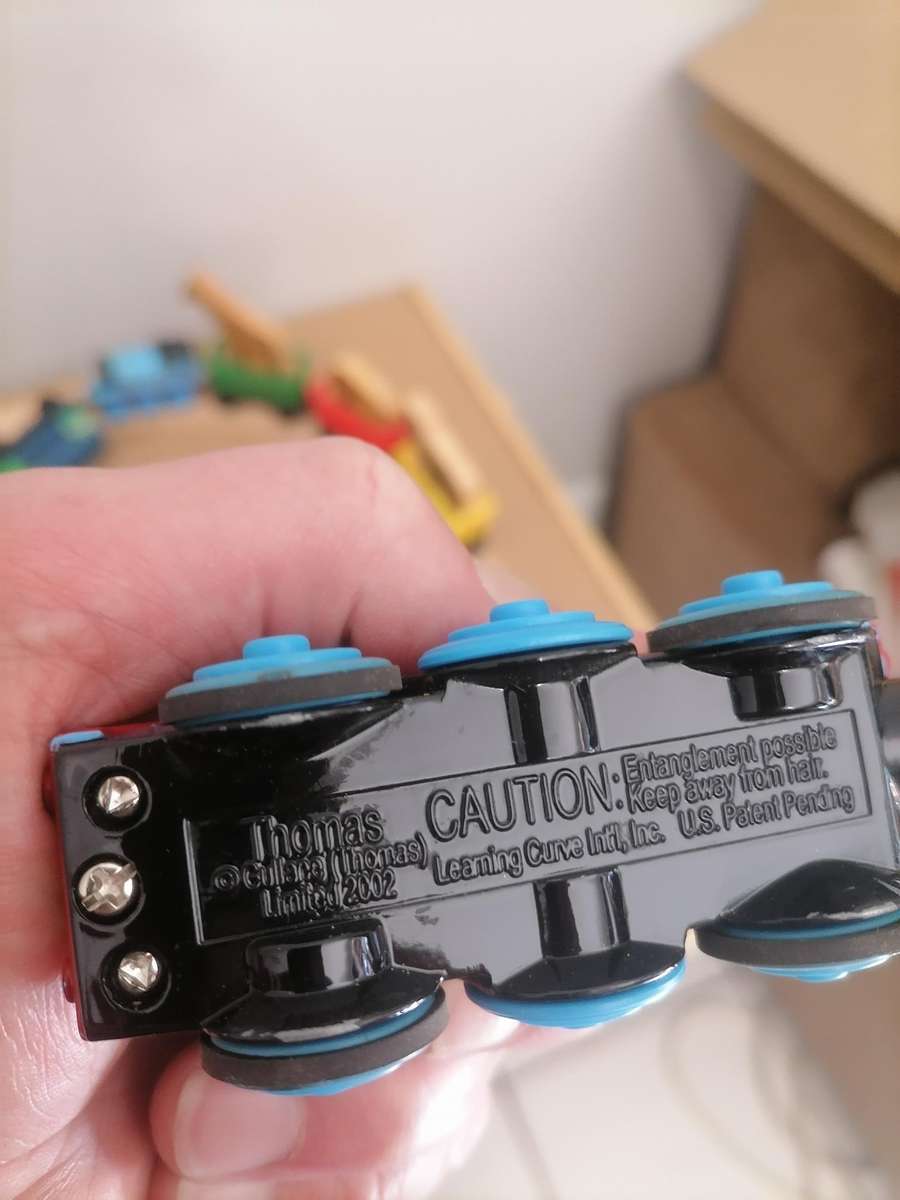 Thomas
© Gullane (Thomas)
Limited 2002
CAUTION: Entanglement possible
Keep away from hair.
Learning Curve Int'l, Inc. U.S. Patent Pending